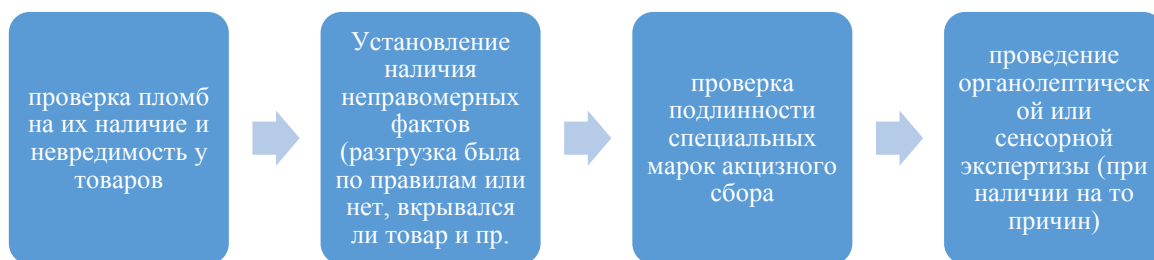 проверка пломб
на их наличие и
невредимость у
товаров
Установление
наличия
неправомерных
фактов
(разгрузка была
по правилам или
нет, вкрывался
ли товар и пр.
проверка
подлинности
специальных
марок акцизного
сбора
проведение
органолептическ
ой или
сенсорной
экспертизы (при
наличии на то
причин)